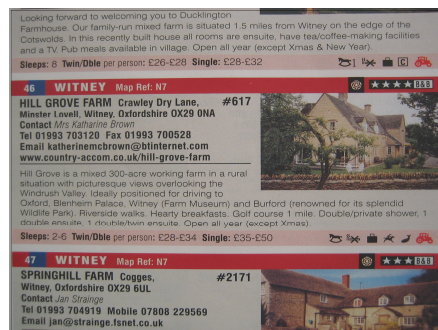 Looking forward to welcoming you to Ducklington
Farmhouse. Our family-run mixed farm is situated 1.5 miles from Witney on the edge of the
Cotswolds. In this recently built house all rooms are ensuite, have tea/coffee-making facilities
and a TV. Pub meals available in village. Open all year (except Xmas & New Year).
Sleeps: 8 Twin/Dble per person: £26-£28 Single: £28-£32
46 WITNEY Map Ref: N7 ★★★★ B&B
HILL GROVE FARM Crawley Dry Lane, #617
Minster Lovell, Witney, Oxfordshire OX29 0NA
Contact Mrs Katharine Brown
Tel 01993 703120 Fax 01993 700528
Email katherinemcbrown@btinternet.com
www.country-accom.co.uk/hill-grove-farm
Hill Grove is a mixed 300-acre working farm in a rural
situation with picturesque views overlooking the
Windrush Valley. Ideally positioned for driving to
Oxford, Blenheim Palace, Witney (Farm Museum) and Burford (renowned for its splendid
Wildlife Park). Riverside walks. Hearty breakfasts. Golf course 1 mile. Double/private shower, 1
double ensuite, 1 double/twin ensuite. Open all year (except Xmas).
Sleeps: 2-6 Twin/Dble per person: £28-£34 Single: £35-£50
47 WITNEY Map Ref: N7 ★★★ B&B
SPRINGHILL FARM Cogges, #2171
Witney, Oxfordshire OX29 6UL
Contact Jan Strainge
Tel 01993 704919 Mobile 07808 229569
Email jan@strainge.fsnet.co.uk